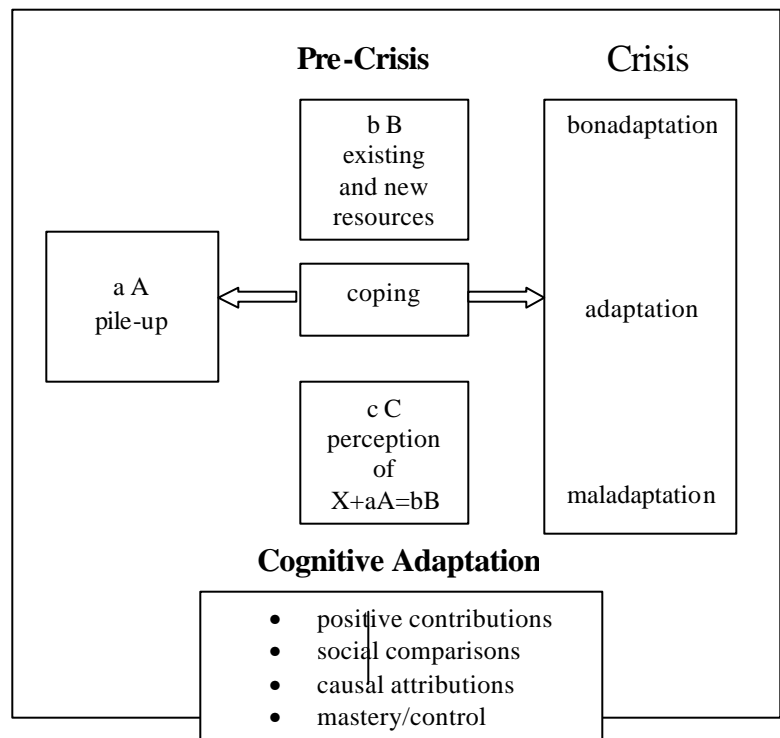 Pre-Crisis
Crisis
b B
existing
and new
resources
a A
pile-up
coping
c C
perception
of
X+aA=bB
bonadaptation
adaptation
maladaptation
Cognitive Adaptation
• positive contributions
• social comparisons
• causal attributions
• mastery/control